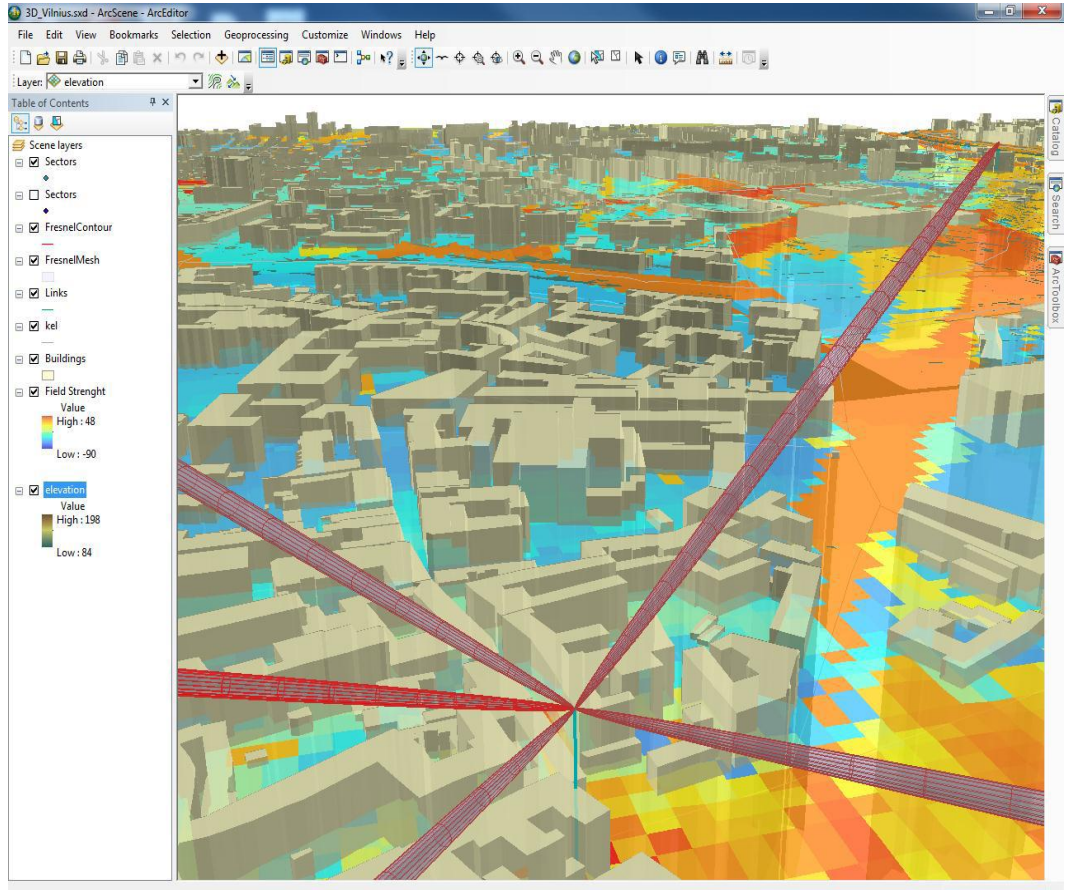 3D_Vilnius.sxd - ArcScene - ArcEditor
File Edit View Bookmarks Selection Geoprocessing Customize Windows Help
Layer: elevation
Table of Contents
Scene layers
Sectors
Sectors
FresnelContour
FresnelMesh
Links
kel
Buildings
Field Strenght
Value
High : 48
Low : -90
elevation
Value
High : 198
Low : 84
Catalog
Search
ArcToolbox